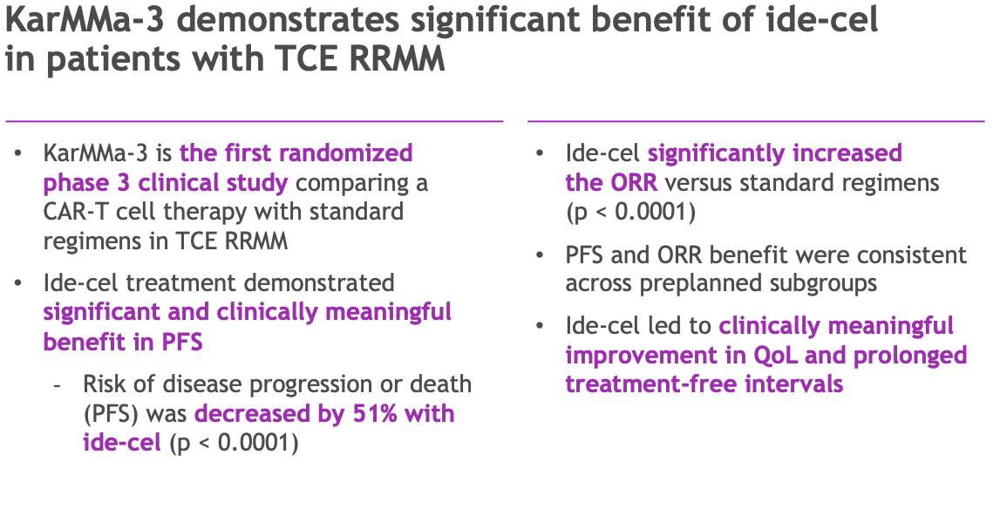 KarMMa-3 demonstrates significant benefit of ide-cel
in patients with TCE RRMM
• KarMMa-3 is the first randomized
phase 3 clinical study comparing a
CAR-T cell therapy with standard
regimens in TCE RRMM
• Ide-cel treatment demonstrated
significant and clinically meaningful
benefit in PFS
- Risk of disease progression or death
(PFS) was decreased by 51% with
ide-cel (p < 0.0001)
• Ide-cel significantly increased
the ORR versus standard regimens
(p < 0.0001)
• PFS and ORR benefit were consistent
across preplanned subgroups
• Ide-cel led to clinically meaningful
improvement in QoL and prolonged
treatment-free intervals